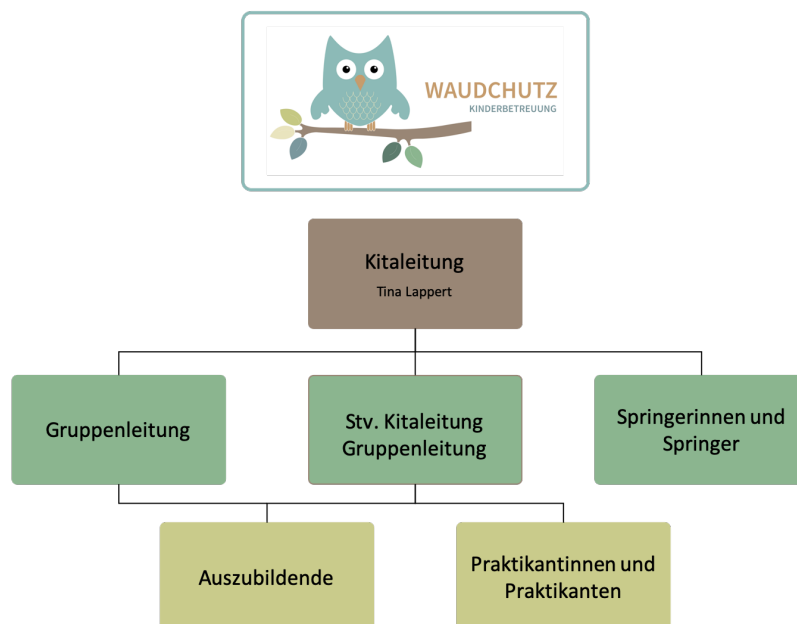 WAUDCHUTZ
KINDERBETREUUNG
Kitaleitung
Tina Lappert
Gruppenleitung
Stv. Kitaleitung
Gruppenleitung
Springerinnen und
Springer
Auszubildende
Praktikantinnen und
Praktikanten